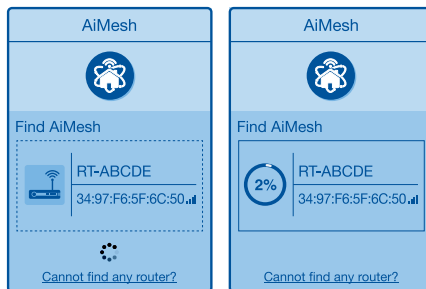 AiMesh
Find AiMesh
RT-ABCDE
34:97:F6:5F:6C:50
Cannot find any router?
AiMesh
Find AiMesh
2%
RT-ABCDE
34:97:F6:5F:6C:50
Cannot find any router?